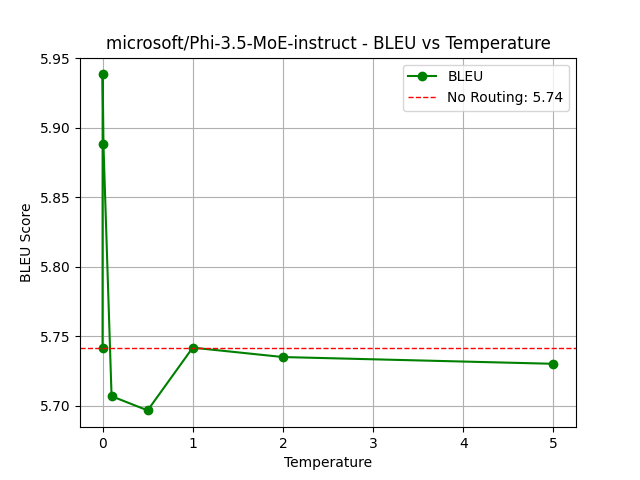 microsoft/Phi-3.5-MoE-instruct - BLEU vs Temperature
BLEU
No Routing: 5.74
5.95
5.90
5.85
5.80
5.75
5.70
BLEU Score
0 1 2 3 4 5
Temperature